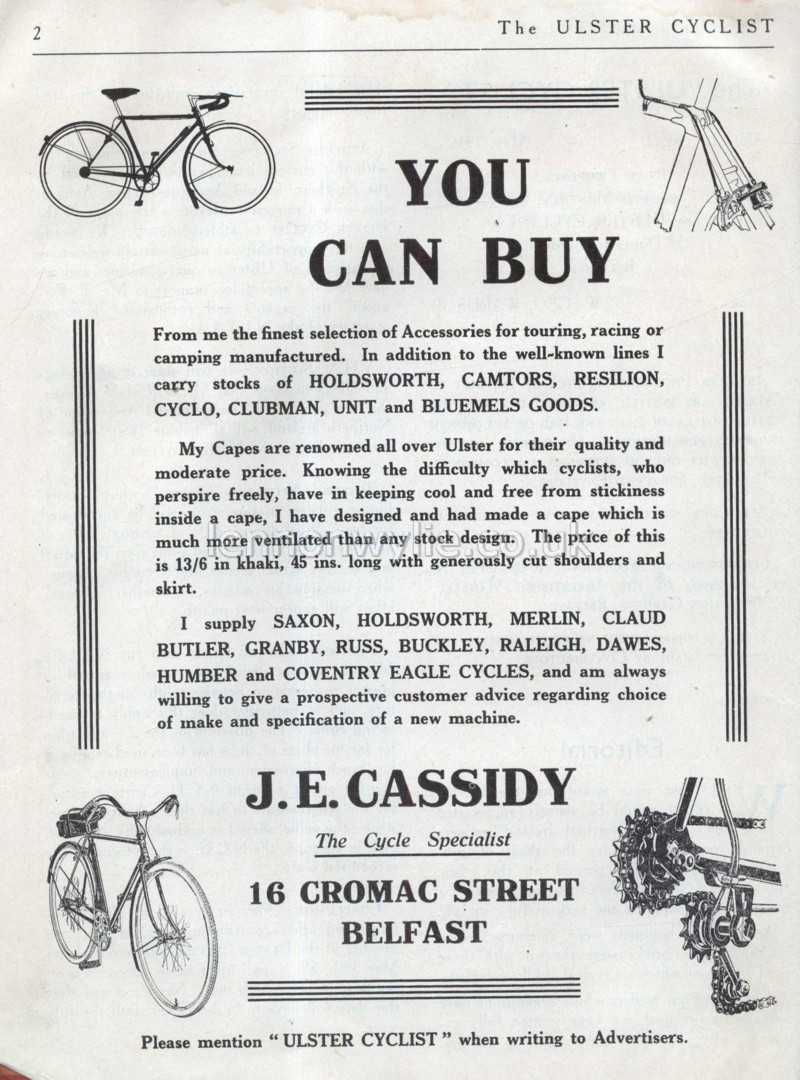 2
The ULSTER CYCLIST
YOU
CAN BUY
From me the finest selection of Accessories for touring, racing or
camping manufactured. In addition to the well-known lines I
carry stocks of HOLDSWORTH, CAMTORS, RESILION,
CYCLO, CLUBMAN, UNIT and BLUEMELS GOODS.
My Capes are renowned all over Ulster for their quality and
moderate price. Knowing the difficulty which cyclists, who
perspire freely, have in keeping cool and free from stickiness
inside a cape, I have designed and had made a cape which is
much more ventilated than any stock design. The price of this
lennonwylie.co.uk
is 13/6 in khaki, 45 ins. long with generously cut shoulders and
skirt.
I supply SAXON, HOLDSWORTH, MERLIN, CLAUD
BUTLER, GRANBY, RUSS, BUCKLEY, RALEIGH, DAWES,
HUMBER and COVENTRY EAGLE CYCLES, and am always
willing to give a prospective customer advice regarding choice
of make and specification of a new machine.
J. E. CASSIDY
The Cycle Specialist
16 CROMAC STREET
BELFAST
Please mention "ULSTER CYCLIST" when writing to Advertisers.